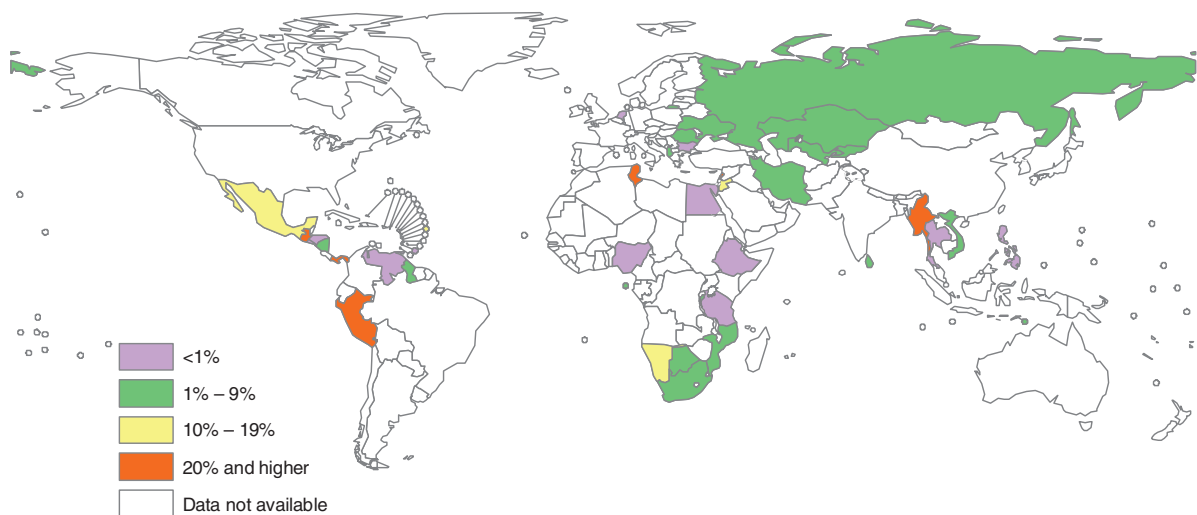 <1%
1% – 9%
10% – 19%
20% and higher
Data not available